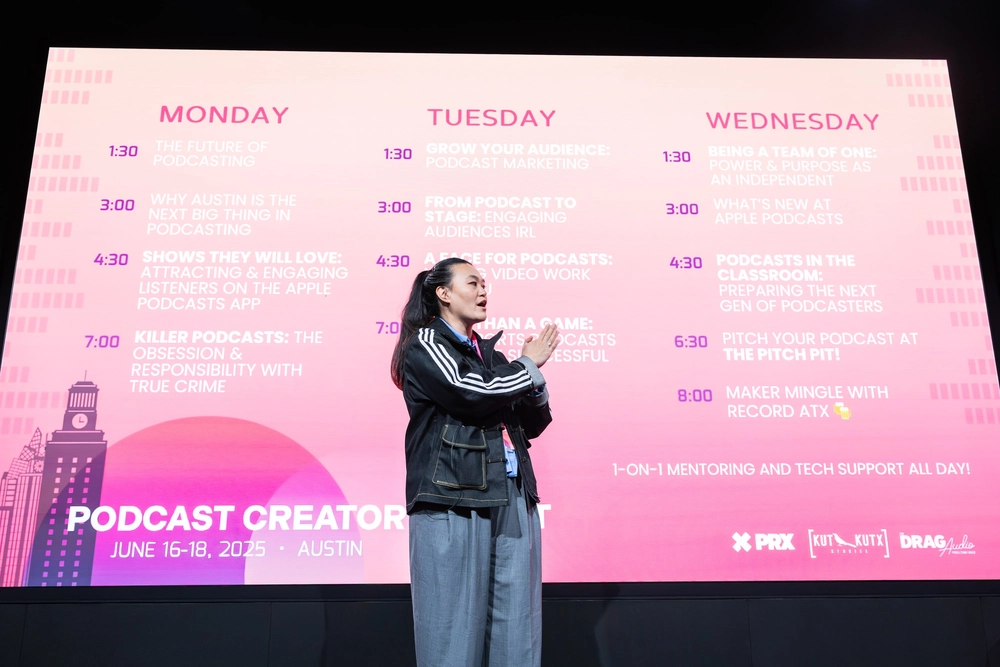 MONDAY
1:30 THE FUTURE OF
PODCASTING
3:00 WHY AUSTIN IS THE
NEXT BIG THING IN
PODCASTING
4:30 SHOWS THEY WILL LOVE:
ATTRACTING & ENGAGING
LISTENERS ON THE APPLE
PODCASTS APP
7:00 KILLER PODCASTS: THE
OBSESSION &
RESPONSIBILITY WITH
TRUE CRIME
TUESDAY
1:30 GROW YOUR AUDIENCE:
PODCAST MARKETING
3:00 FROM PODCAST TO
STAGE: ENGAGING
AUDIENCES IRL
4:30 A FACE FOR PODCASTS:
VIDEO WORK
THAN A GAME:
WEDNESDAY
1:30 BEING A TEAM OF ONE:
POWER & PURPOSE AS
AN INDEPENDENT
3:00 WHAT'S NEW AT
APPLE PODCASTS
4:30 PODCASTS IN THE
CLASSROOM:
PREPARING THE NEXT
GEN OF PODCASTERS
6:30 PITCH YOUR PODCAST AT
THE PITCH PIT!
8:00 MAKER MINGLE WITH
RECORD ATX
1-ON-1 MENTORING AND TECH SUPPORT ALL DAY!
PODCAST CREATOR
JUNE 16-18, 2025 · AUSTIN
PRX
KUT KUTX
STUDIOS
DRAG Audio